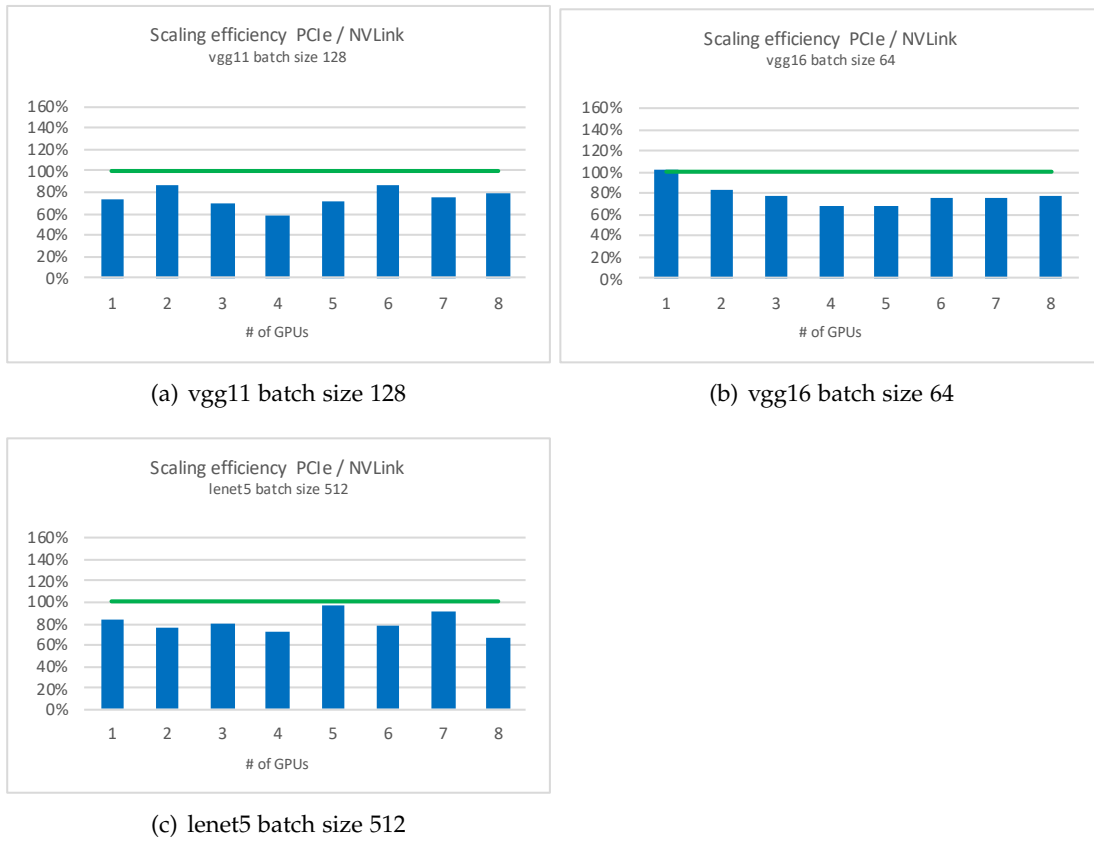 Scaling efficiency PCIe / NVLink
vgg11 batch size 128
160%
140%
120%
100%
80%
60%
40%
20%
0%
1 2 3 4 5 6 7 8
# of GPUs
(a) vgg11 batch size 128
Scaling efficiency PCIe / NVLink
vgg16 batch size 64
160%
140%
120%
100%
80%
60%
40%
20%
0%
1 2 3 4 5 6 7 8
# of GPUs
(b) vgg16 batch size 64
Scaling efficiency PCIe / NVLink
lenet5 batch size 512
160%
140%
120%
100%
80%
60%
40%
20%
0%
1 2 3 4 5 6 7 8
# of GPUs
(c) lenet5 batch size 512